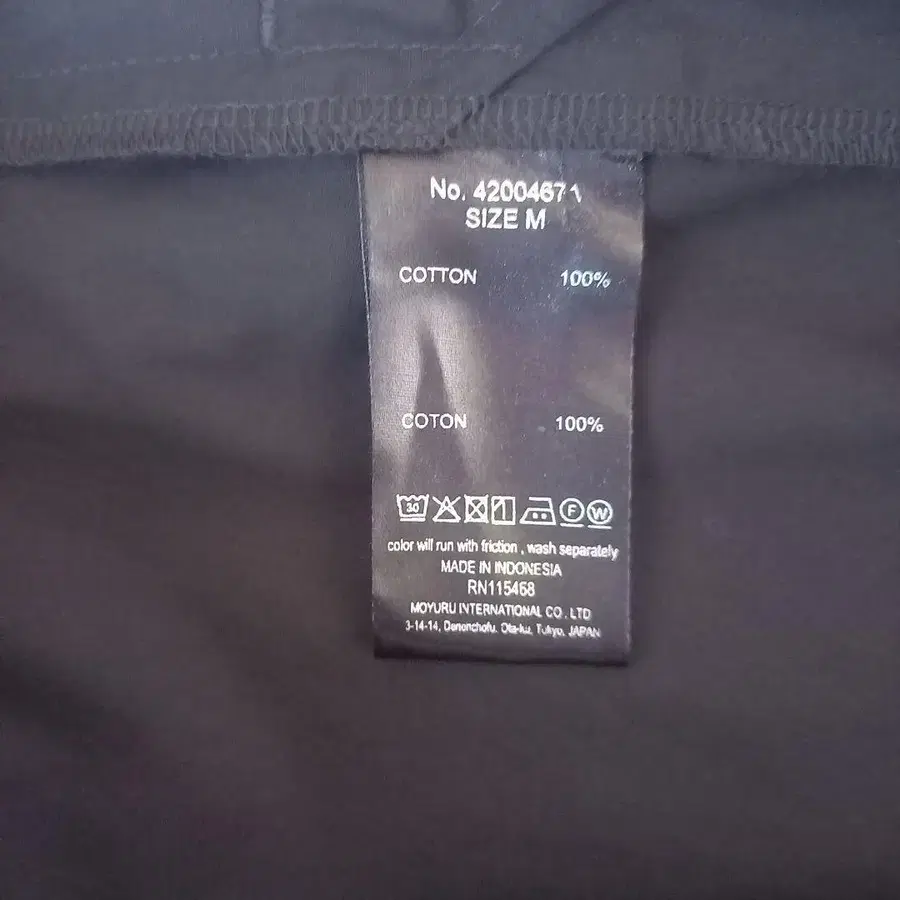 No. 42004671
SIZE M
COTTON 100%
COTON 100%
30 F W
color will run with friction , wash separately
MADE IN INDONESIA
RN115468
MOYURU INTERNATIONAL CO., LTD
3-14-14, Denenchofu, Ota-ku, Tokyo, JAPAN